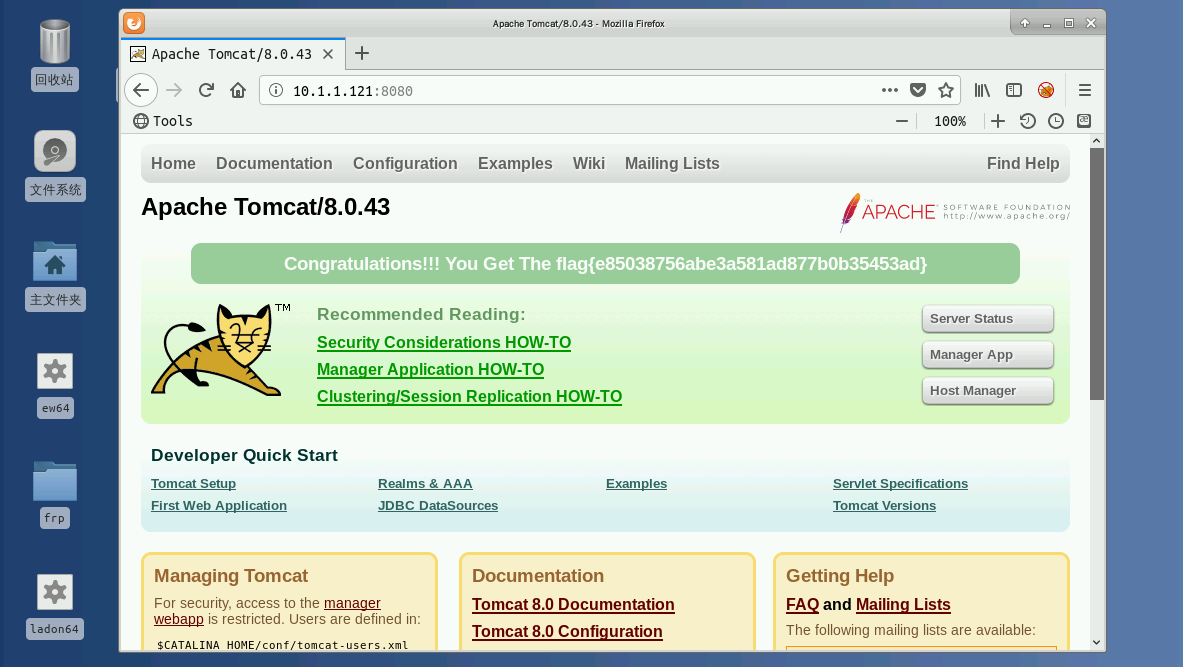 回收站
文件系统
主文件夹
ew64
frp
ladon64
Apache Tomcat/8.0.43 - Mozilla Firefox
Apache Tomcat/8.0.43
10.1.1.121:8080
Tools
100%
Home Documentation Configuration Examples Wiki Mailing Lists Find Help
Apache Tomcat/8.0.43
THE APACHE SOFTWARE FOUNDATION
http://www.apache.org/
Congratulations!!! You Get The flag{e85038756abe3a581ad877b0b35453ad}
TM
Recommended Reading:
Security Considerations HOW-TO
Manager Application HOW-TO
Clustering/Session Replication HOW-TO
Server Status
Manager App
Host Manager
Developer Quick Start
Tomcat Setup
First Web Application
Realms & AAA
JDBC DataSources
Examples
Servlet Specifications
Tomcat Versions
Managing Tomcat
For security, access to the manager
webapp is restricted. Users are defined in:
$CATALINA_HOME/conf/tomcat-users.xml
Documentation
Tomcat 8.0 Documentation
Tomcat 8.0 Configuration
Getting Help
FAQ and Mailing Lists
The following mailing lists are available: